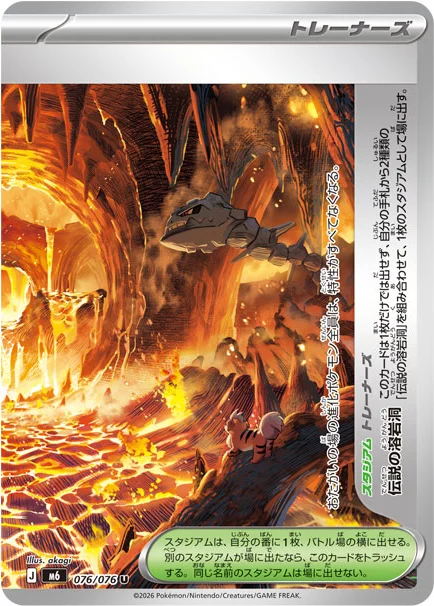 トレーナーズ
スタジアム トレーナーズ
伝説の溶岩洞
このカードは1枚だけでは出せず、自分の手札から2種類の
「伝説の溶岩洞」を組み合わせて、1枚のスタジアムとして場に出す。
おたがいの場の進化ポケモン全員は、特性がすべてなくなる。
スタジアムは、自分の番に1枚、バトル場の横に出せる。
別のスタジアムが場に出たなら、このカードをトラッシュ
する。同じ名前のスタジアムは場に出せない。
Illus. akagi
J M6 076/076 U
©2026 Pokémon/Nintendo/Creatures/GAME FREAK.